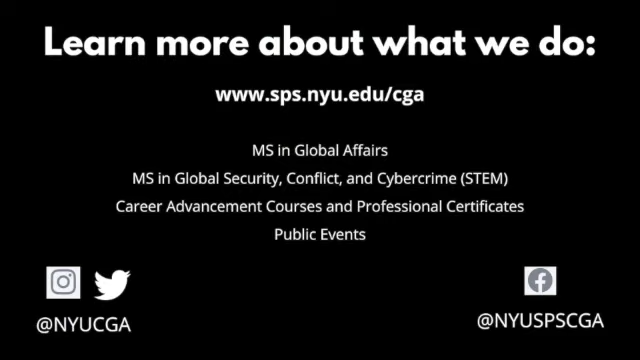 Learn more about what we do:
www.sps.nyu.edu/cga
MS in Global Affairs
MS in Global Security, Conflict, and Cybercrime (STEM)
Career Advancement Courses and Professional Certificates
Public Events
@NYUCGA
@NYUSPSCGA